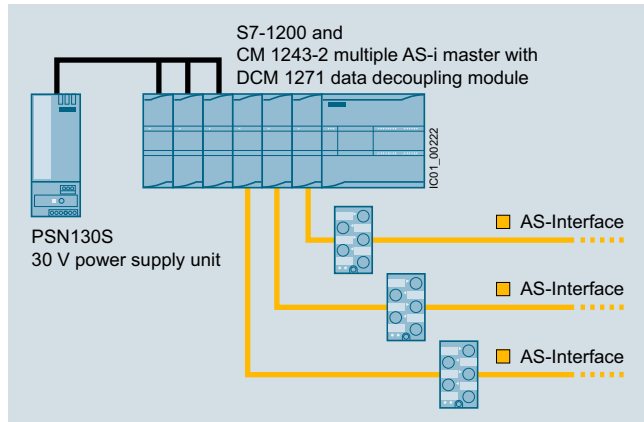 S7-1200 and
CM 1243-2 multiple AS-i master with
DCM 1271 data decoupling module
IC01_00222
PSN130S
30 V power supply unit
AS-Interface
AS-Interface
AS-Interface